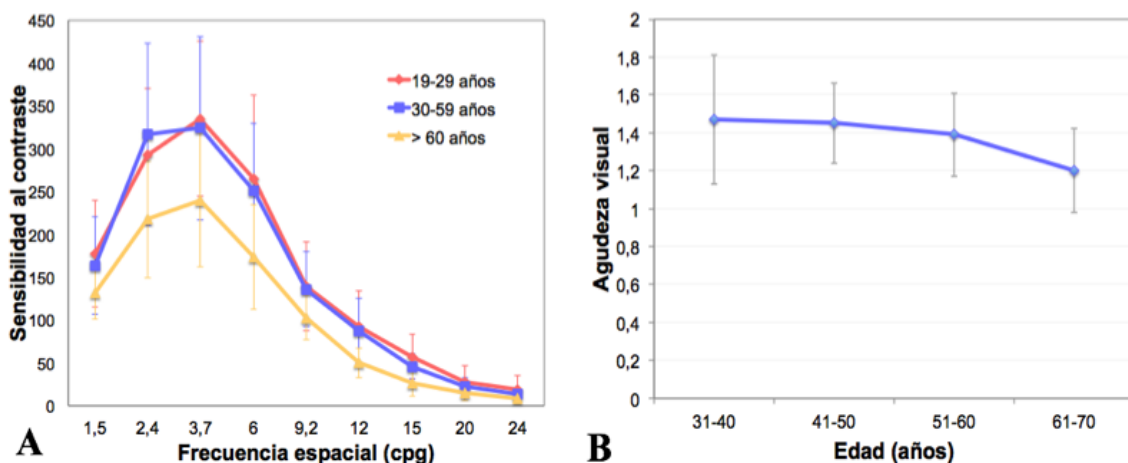 450
400
350
300
250
200
150
100
50
0
Sensibilidad al contraste
19-29 años
30-59 años
> 60 años
1,5 2,4 3,7 6 9,2 12 15 20 24
Frecuencia espacial (cpg)
A
2
1,8
1,6
1,4
1,2
1
0,8
0,6
0,4
0,2
0
Agudeza visual
31-40 41-50 51-60 61-70
Edad (años)
B